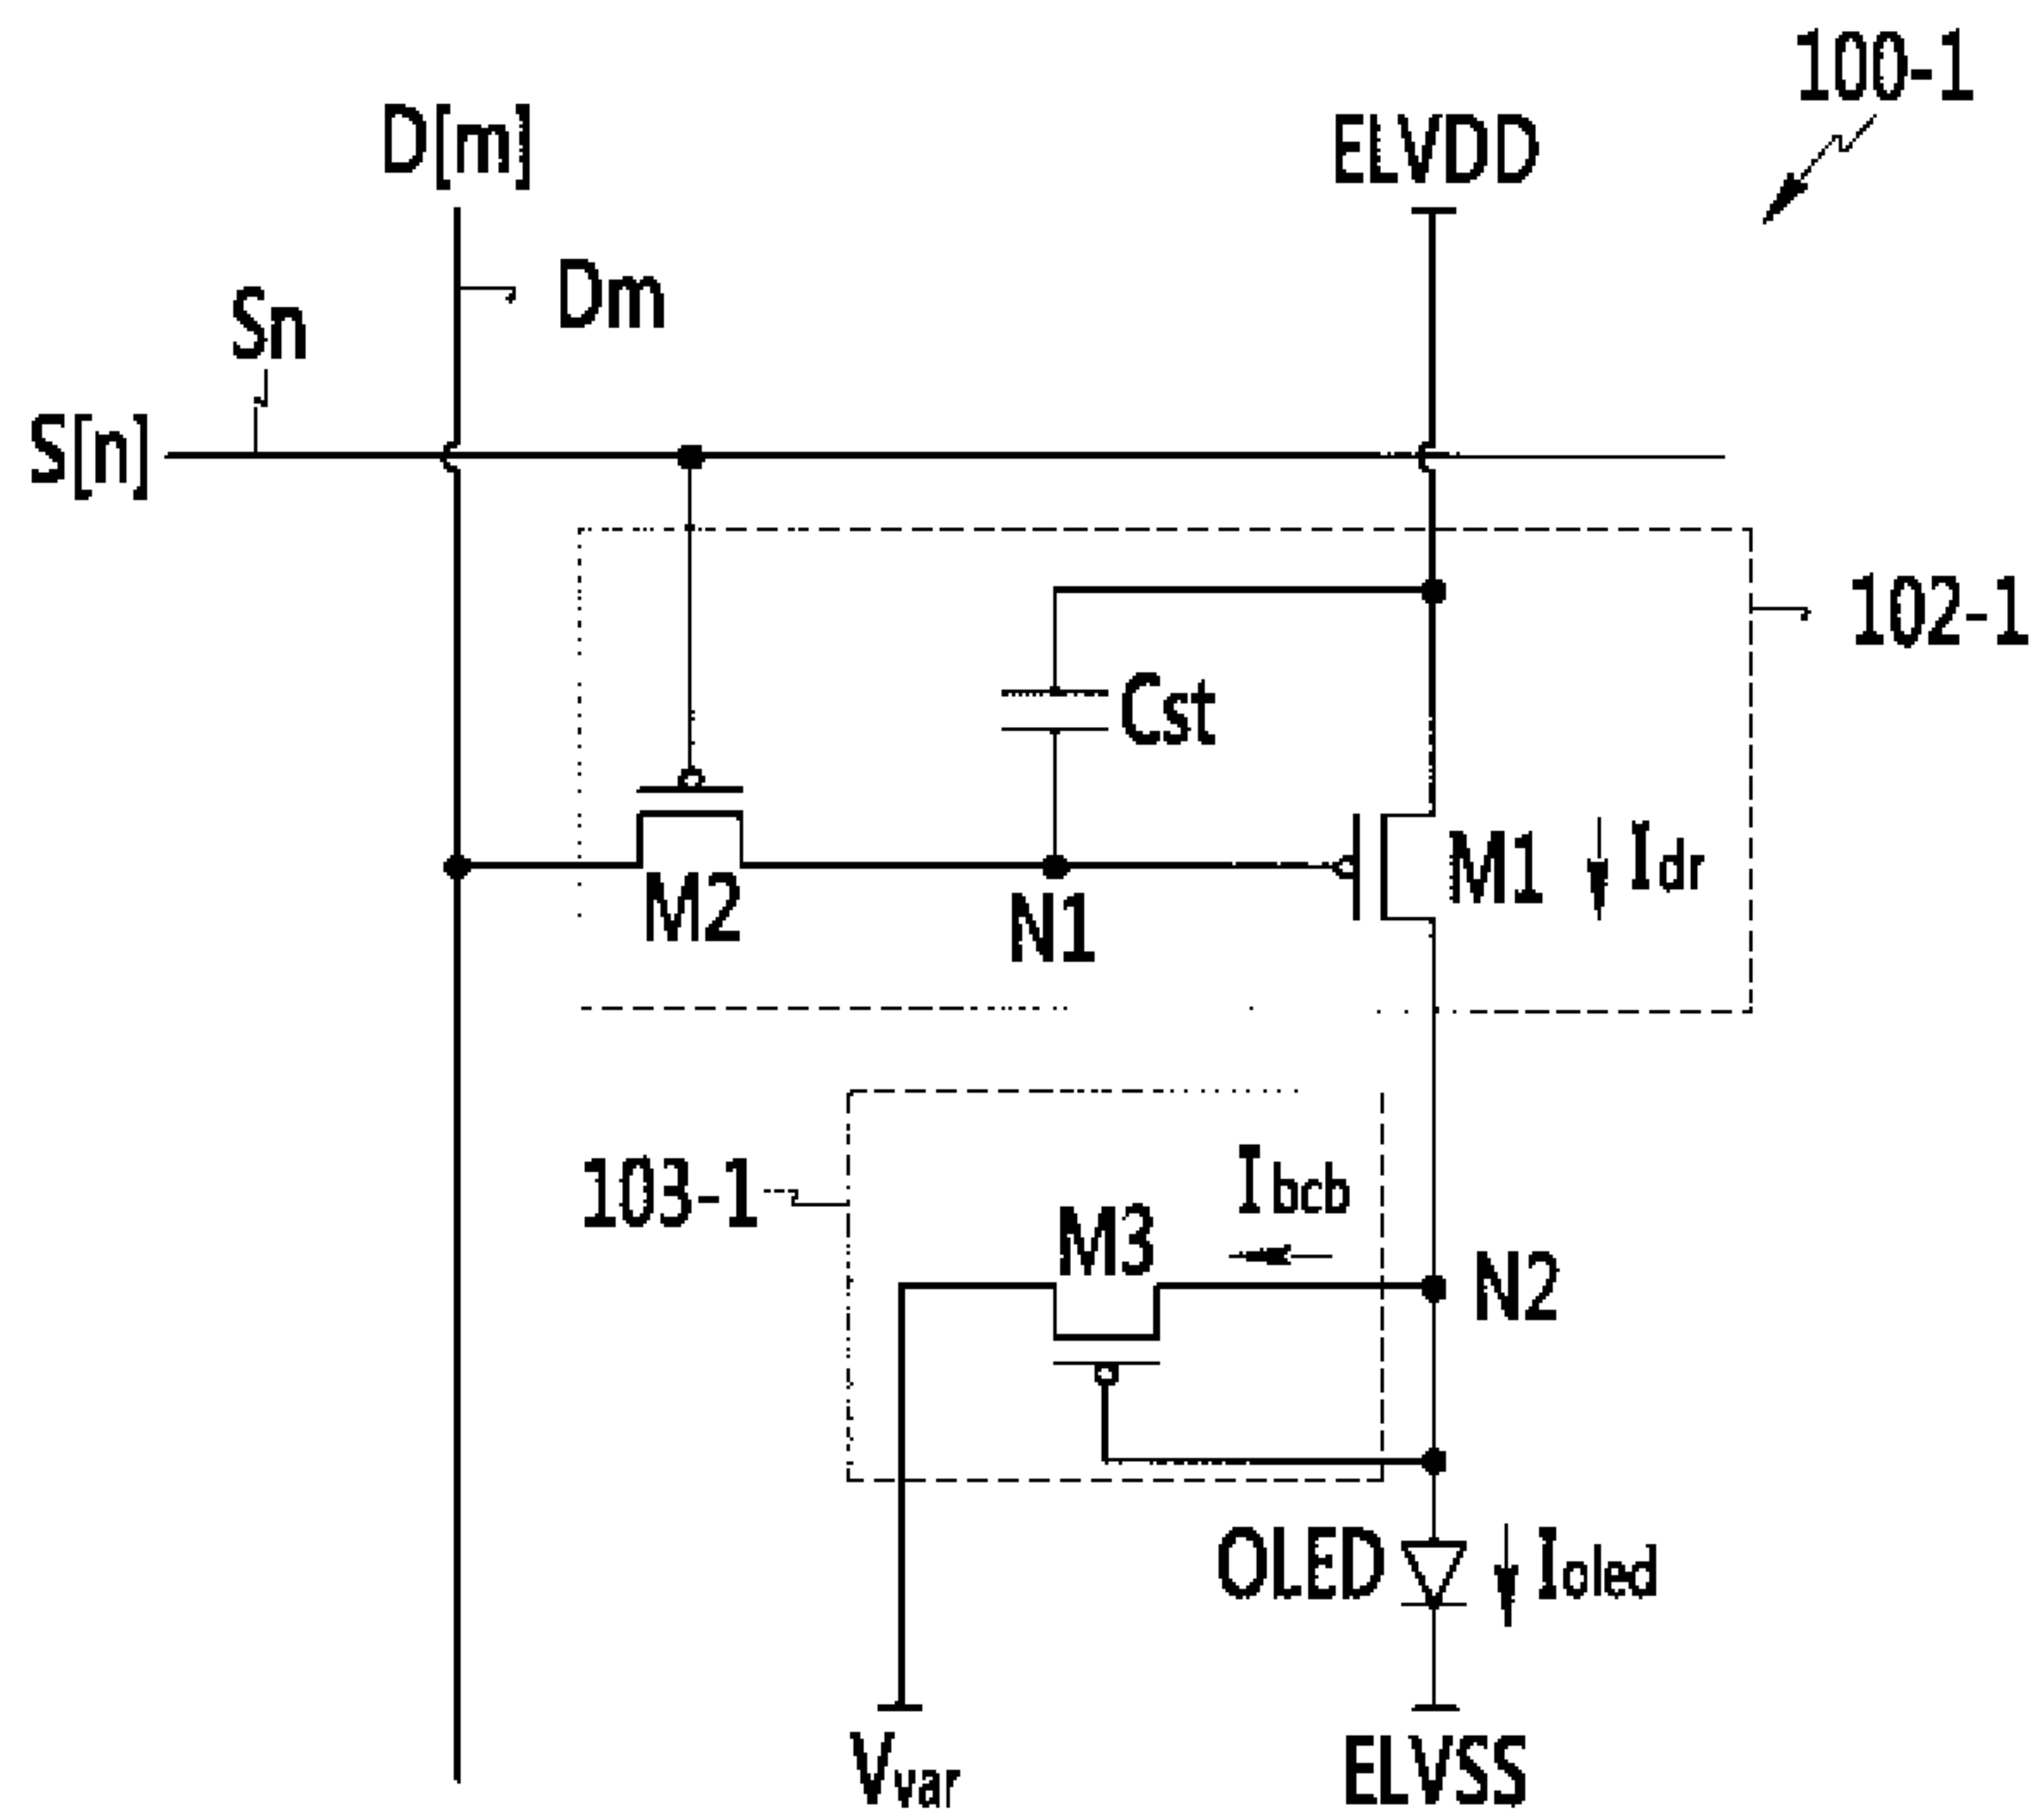 100-1
D[m]
ELVDD
Dm
Sn
S[n]
102-1
Cst
M1
Idr
M2
N1
103-1
Ibcb
M3
N2
OLED
Ioled
Vvar
ELVSS